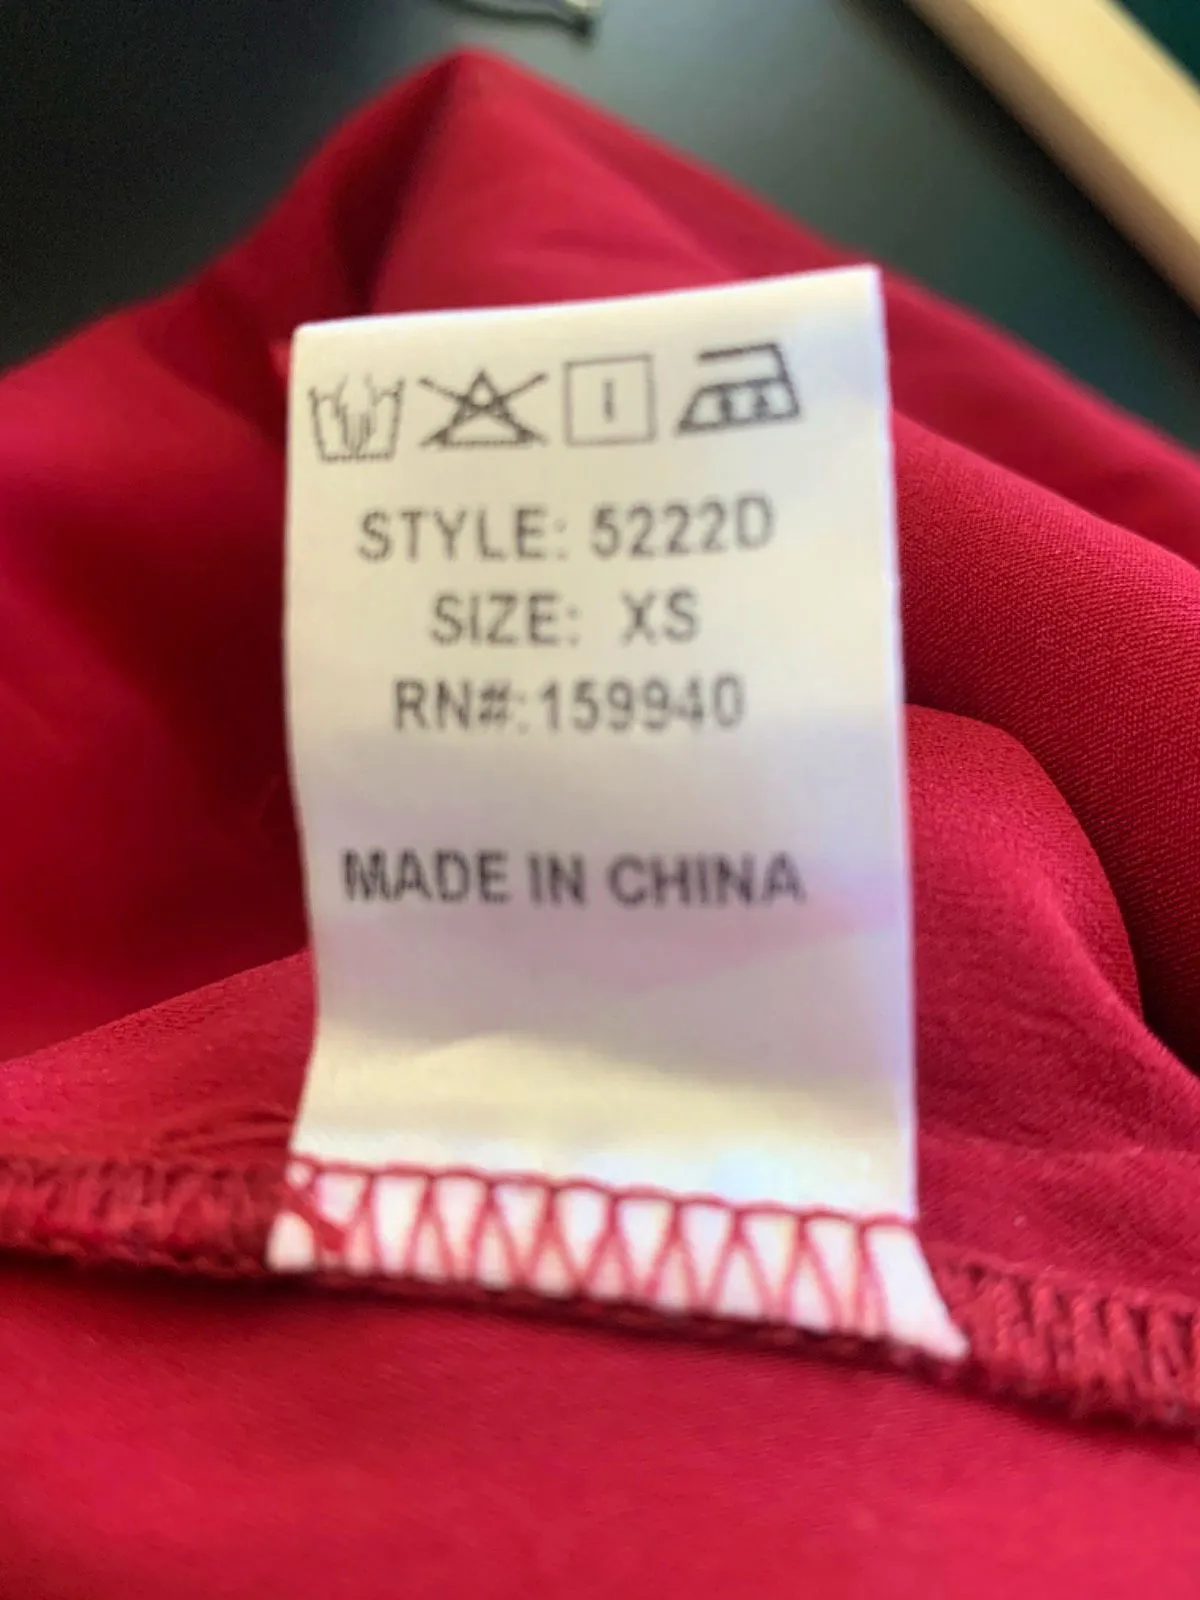 STYLE: 5222D
SIZE: XS
RN#:159940
MADE IN CHINA